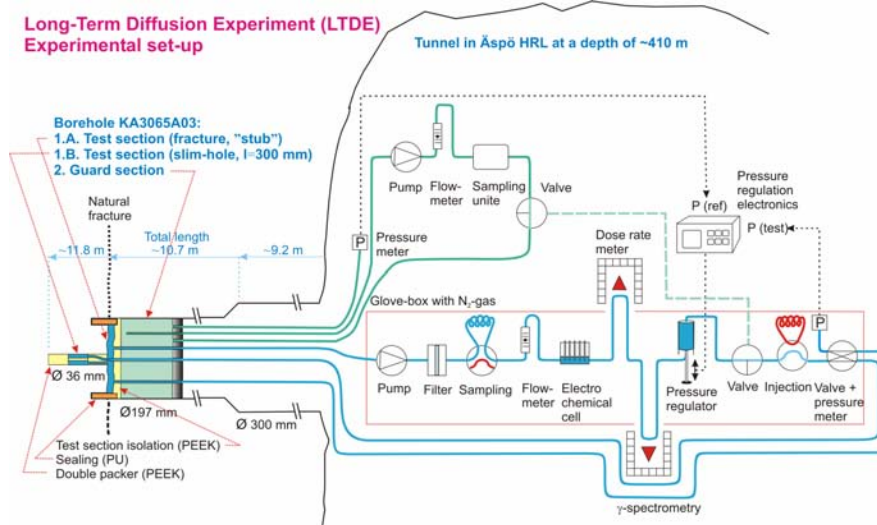 Long-Term Diffusion Experiment (LTDE)
Experimental set-up
Tunnel in Äspö HRL at a depth of ~410 m
Borehole KA3065A03:
1.A. Test section (fracture, "stub")
1.B. Test section (slim-hole, l=300 mm)
2. Guard section
Natural
fracture
Total length
~11.8 m
~10.7 m
~9.2 m
P
Pressure
meter
Pump
Flow-
meter
Sampling
unite
Valve
P (ref)
Pressure
regulation
electronics
P (test)
Dose rate
meter
Glove-box with N2-gas
P
Pump
Filter
Sampling
Flow-
meter
Electro
chemical
cell
Pressure
regulator
Valve
Injection
Valve +
pressure
meter
Ø 36 mm
Ø197 mm
Ø 300 mm
Test section isolation (PEEK)
Sealing (PU)
Double packer (PEEK)
γ-spectrometry